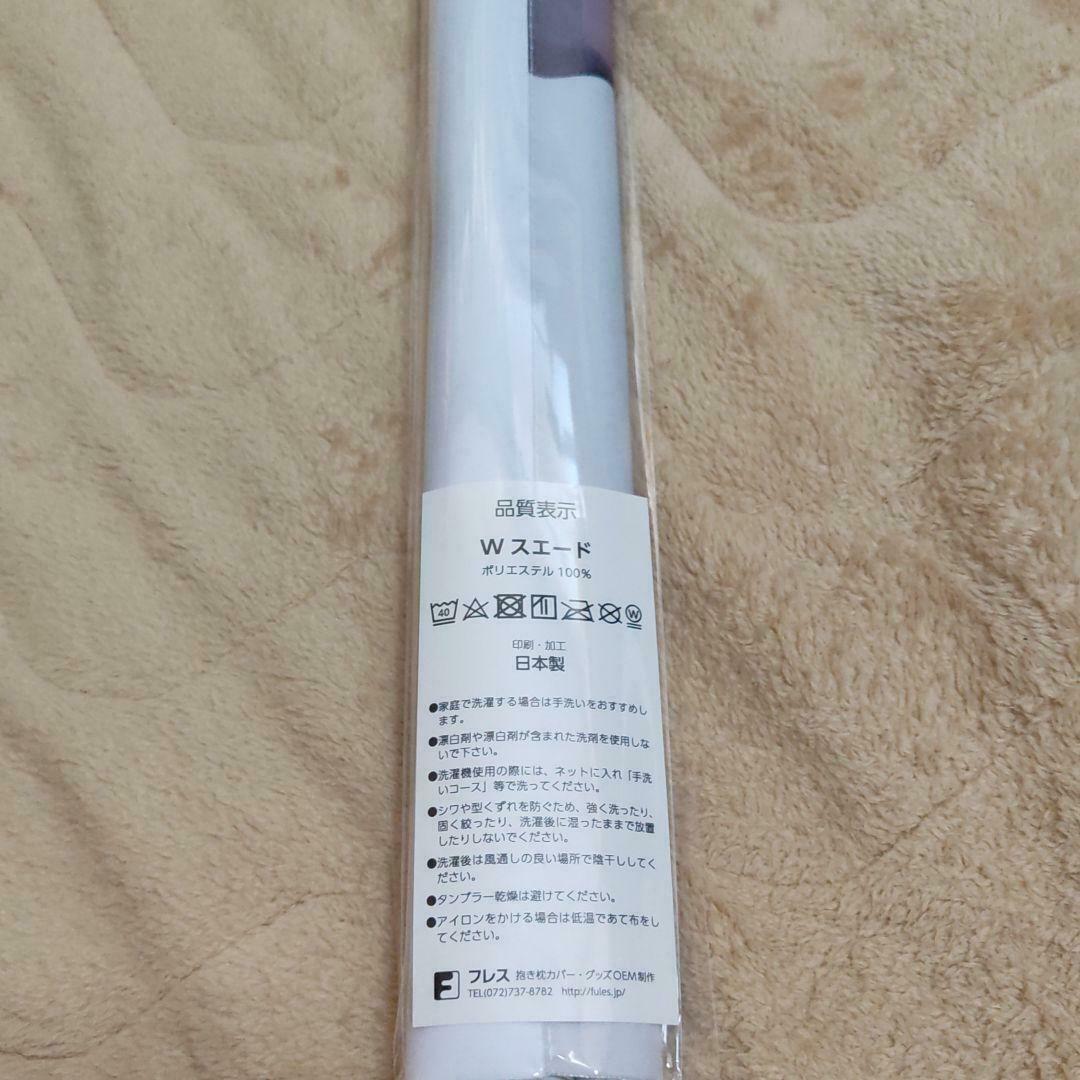 品質表示
W スエード
ポリエステル 100%
40
W
印刷・加工
日本製
●家庭で洗濯する場合は手洗いをおすすめし
ます。
●漂白剤や漂白剤が含まれた洗剤を使用しな
いで下さい。
●洗濯機使用の際には、ネットに入れ「手洗
いコース」等で洗ってください。
●シワや型くずれを防ぐため、強く洗ったり、
固く絞ったり、洗濯後に湿ったままで放置
したりしないでください。
●洗濯後は風通しの良い場所で陰干ししてく
ださい。
●タンブラー乾燥は避けてください。
●アイロンをかける場合は低温であて布をし
てください。
フレス 抱き枕カバー・グッズOEM制作
TEL(072)737-8782 http://fules.jp/